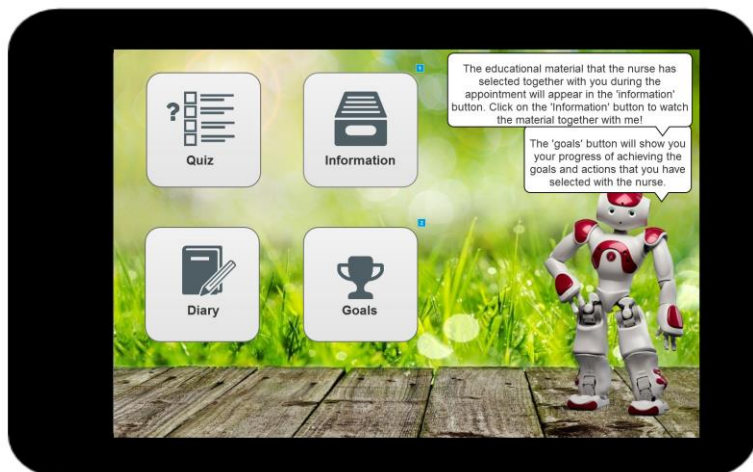 ?
Quiz
Information
1
The educational material that the nurse has
selected together with you during the
appointment will appear in the 'information'
button. Click on the 'Information' button to watch
the material together with me!
The 'goals' button will show you
your progress of achieving the
goals and actions that you have
selected with the nurse.
Diary
Goals
2